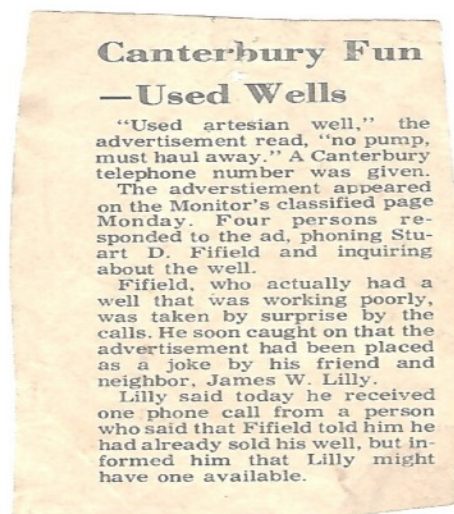 Canterbury Fun
—Used Wells
"Used artesian well," the
advertisement read, "no pump,
must haul away." A Canterbury
telephone number was given.
The adverstiement appeared
on the Monitor's classified page
Monday. Four persons re-
sponded to the ad, phoning Stu-
art D. Fifield and inquiring
about the well.
Fifield, who actually had a
well that was working poorly,
was taken by surprise by the
calls. He soon caught on that the
advertisement had been placed
as a joke by his friend and
neighbor, James W. Lilly.
Lilly said today he received
one phone call from a person
who said that Fifield told him he
had already sold his well, but in-
formed him that Lilly might
have one available.